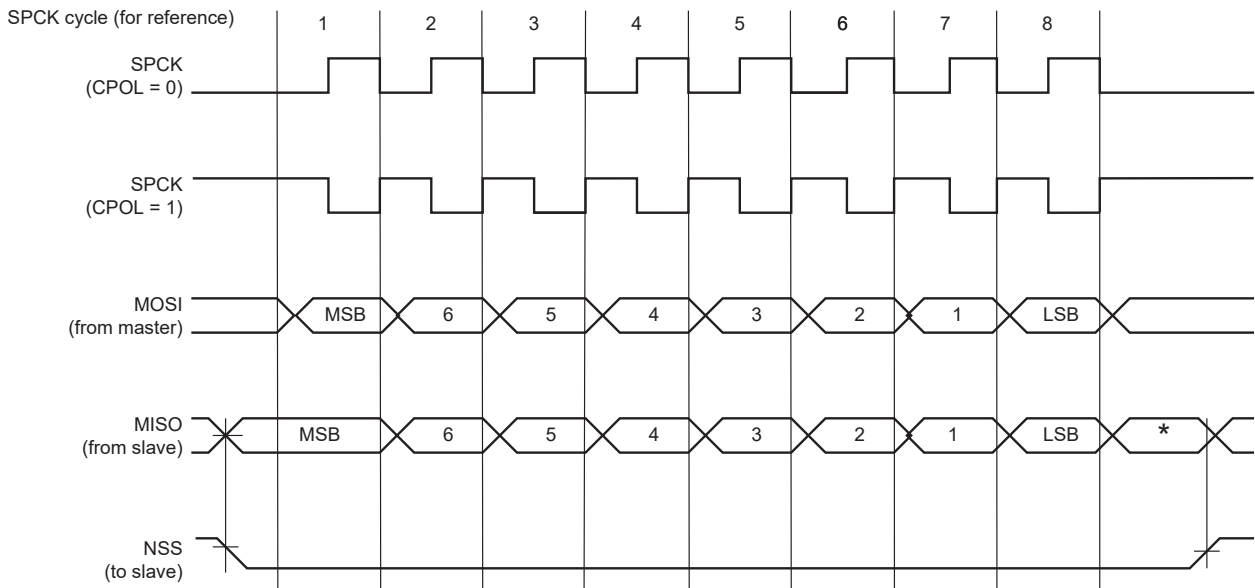 SPCK cycle (for reference)
1 2 3 4 5 6 7 8
SPCK
(CPOL = 0)
SPCK
(CPOL = 1)
MOSI
(from master)
MSB 6 5 4 3 2 1 LSB
MISO
(from slave)
MSB 6 5 4 3 2 1 LSB *
NSS
(to slave)